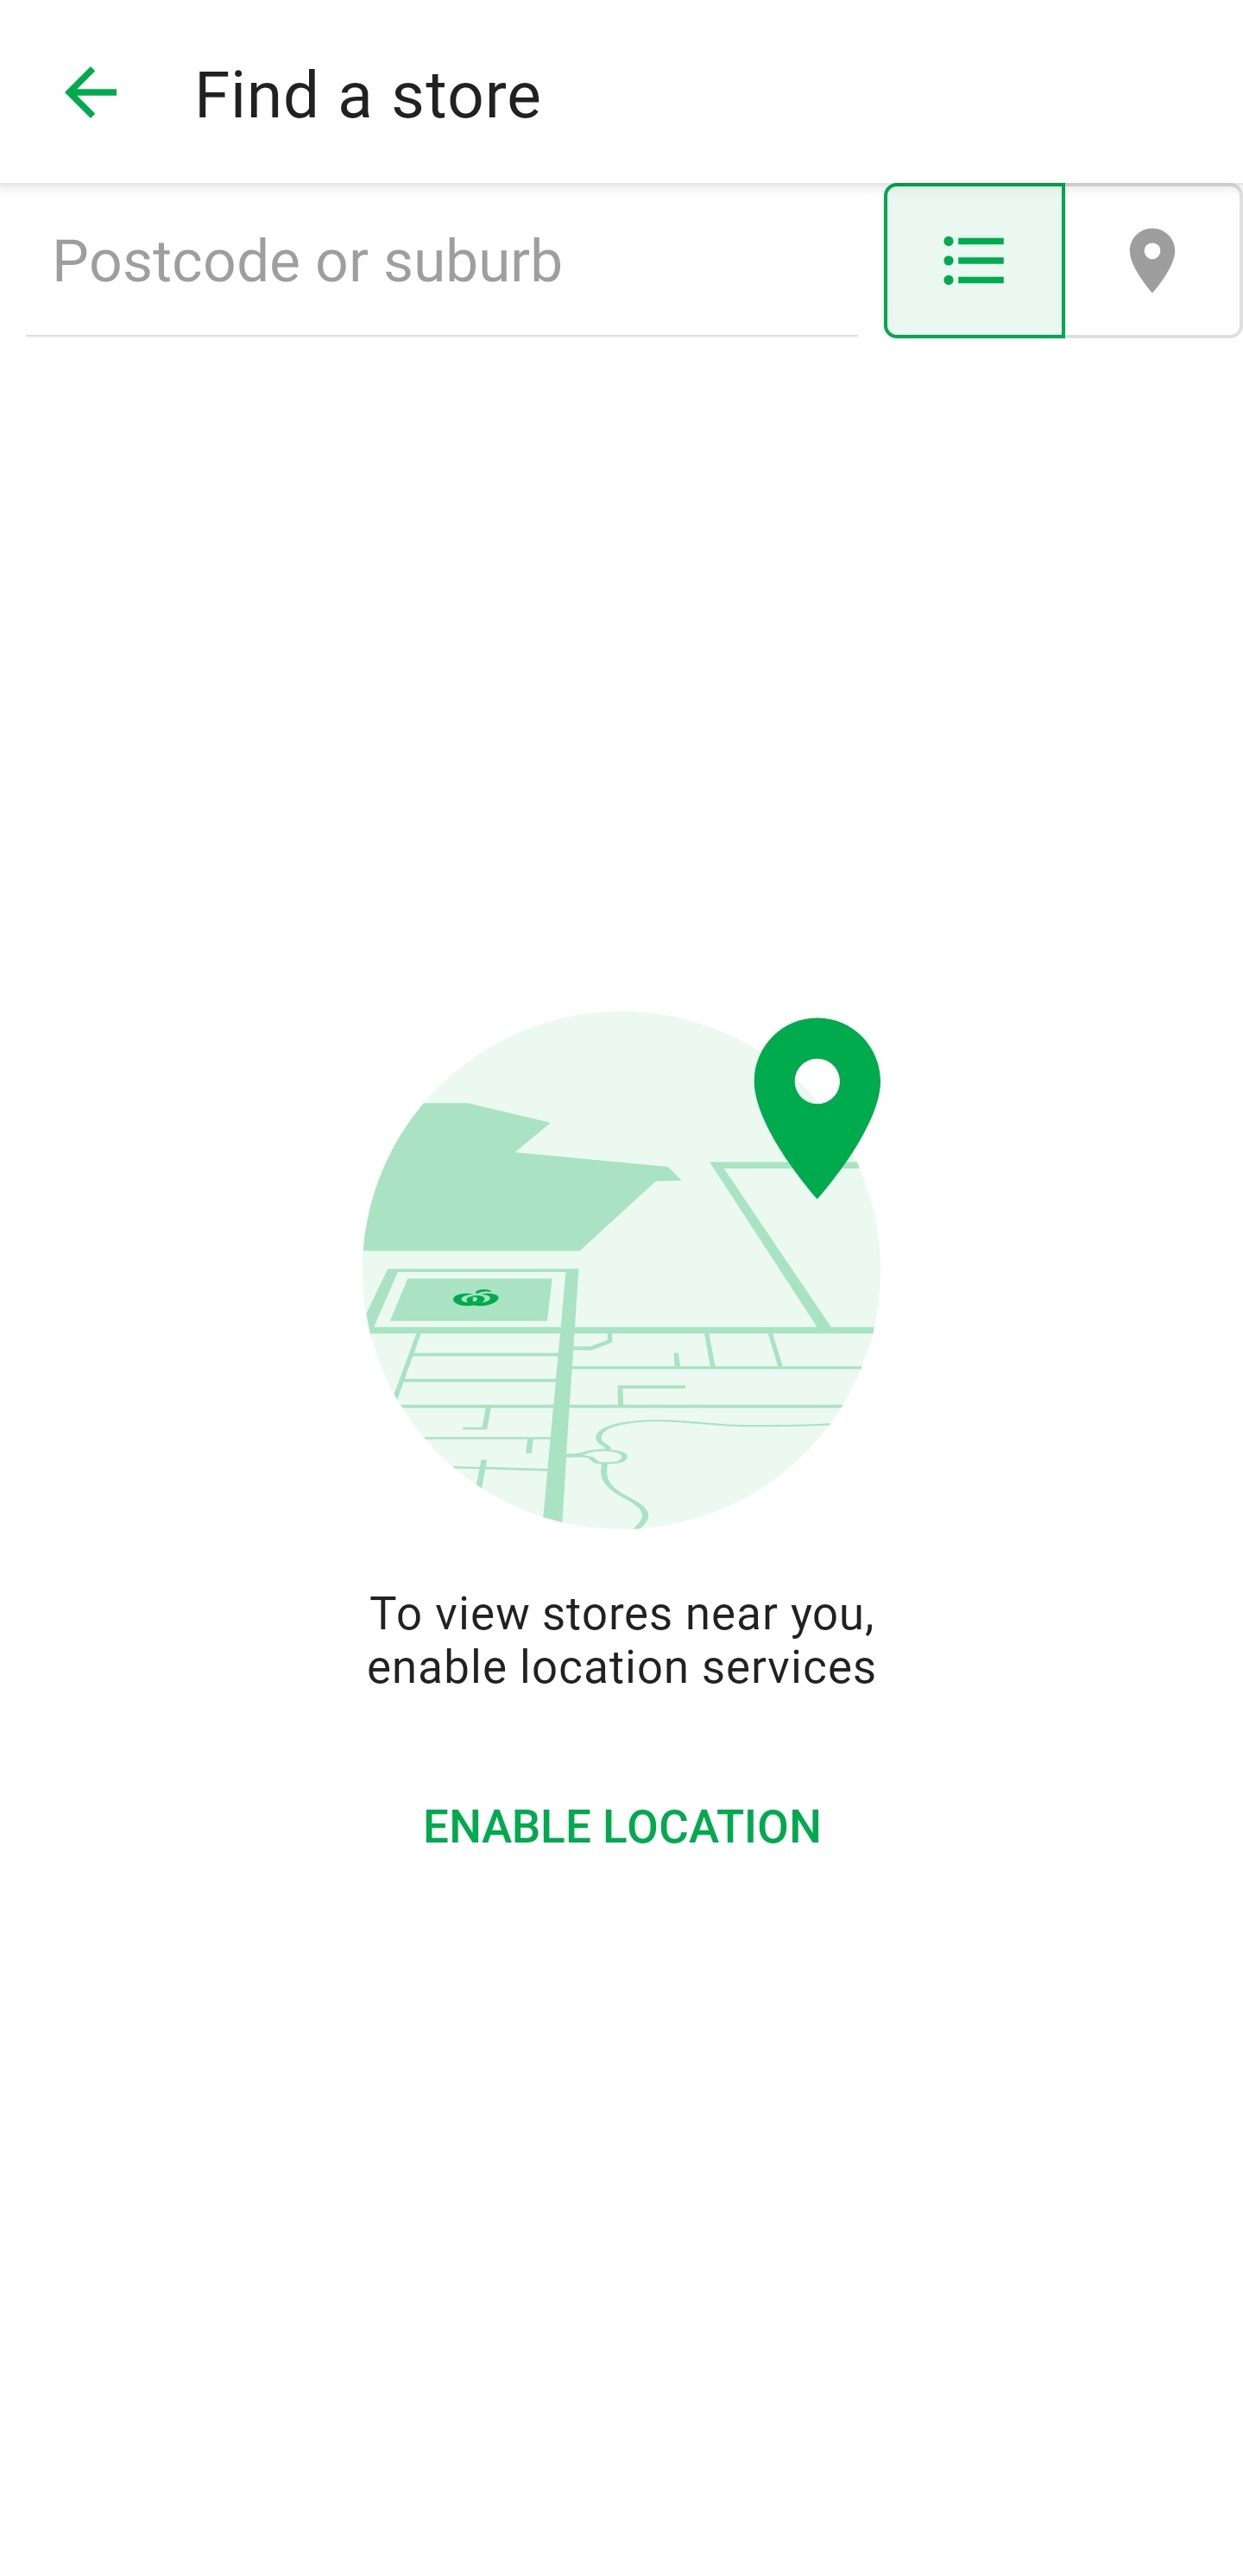 Find a store
Postcode or suburb
To view stores near you,
enable location services
ENABLE LOCATION